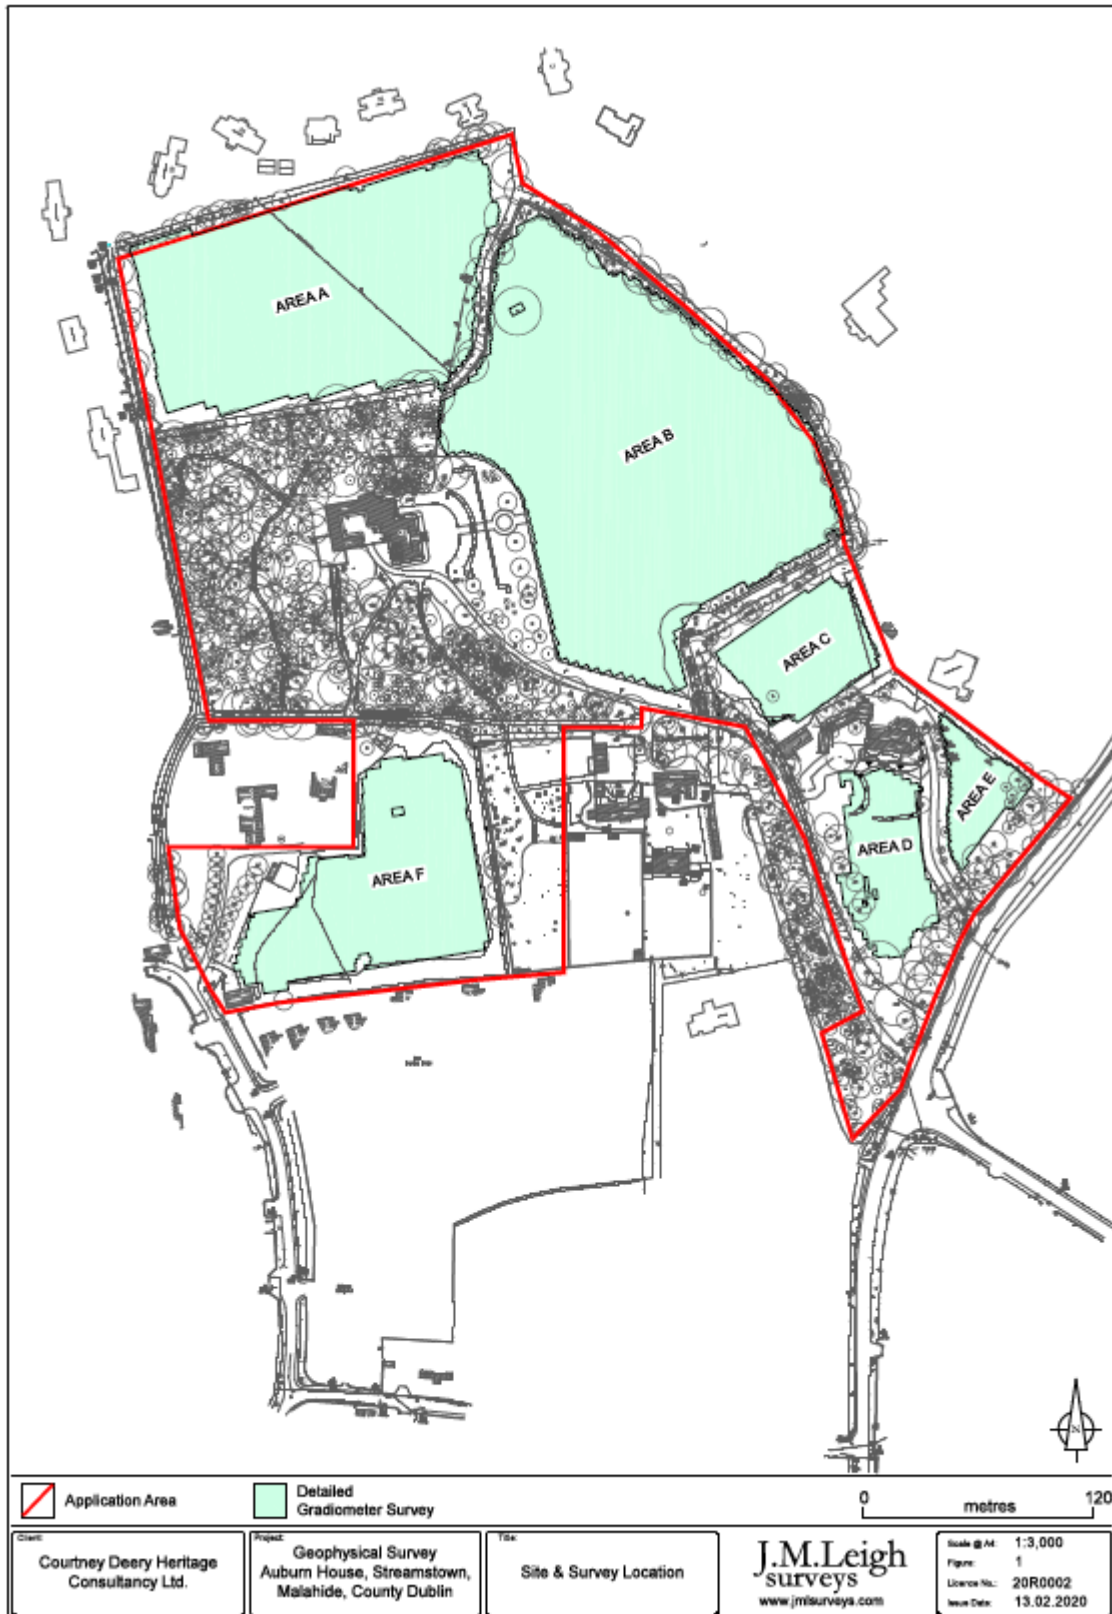 AREA A
AREA B
AREA C
AREA E
AREA D
AREA F
N
Application Area
Detailed
Gradiometer Survey
0 metres 120
Client:
Courtney Deery Heritage
Consultancy Ltd.
Project:
Geophysical Survey
Auburn House, Streamstown,
Malahide, County Dublin
Title:
Site & Survey Location
J.M.Leigh
surveys
www.jmlsurveys.com
Scale @ A4: 1:3,000
Figure: 1
Licence No.: 20R0002
Issue Date: 13.02.2020